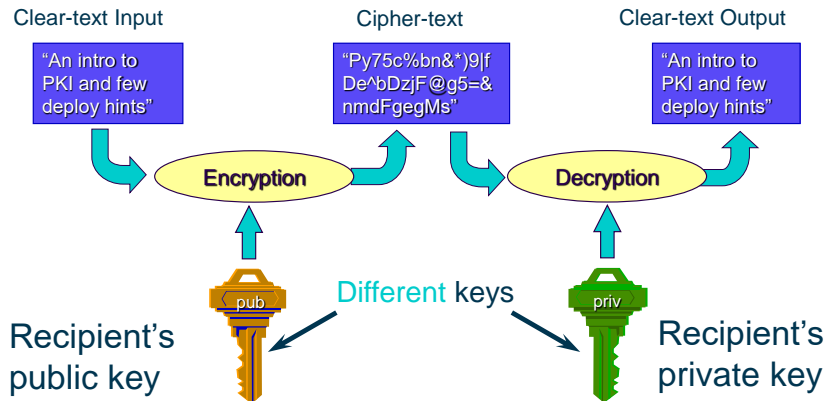 Clear-text Input
Cipher-text
Clear-text Output
“An intro to
PKI and few
deploy hints”
“Py75c%bn&*)9|f
De^bDzjF@g5=&
nmdFgegMs”
“An intro to
PKI and few
deploy hints”
Encryption
Decryption
pub
Different keys
priv
Recipient’s
public key
Recipient’s
private key